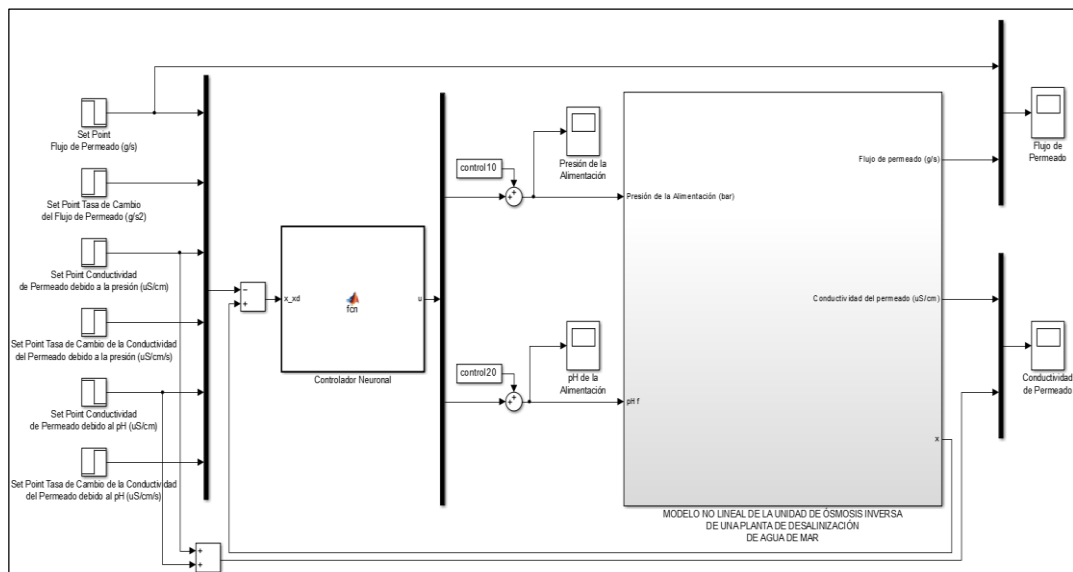 Set Point
Flujo de Permeado (g/s)
Set Point Tasa de Cambio
del Flujo de Permeado (g/s2)
Set Point Conductividad
de Permeado debido a la presión (uS/cm)
Set Point Tasa de Cambio de la Conductividad
del Permeado debido a la presión (uS/cm/s)
Set Point Conductividad
de Permeado debido al pH (uS/cm)
Set Point Tasa de Cambio de la Conductividad
del Permeado debido al pH (uS/cm/s)
x_xd
fcn
u
Controlador Neuronal
control10
Presión de la
Alimentación
control20
pH de la
Alimentación
Presión de la Alimentación (bar)
pH f
Flujo de permeado (g/s)
Conductividad del permeado (uS/cm)
x
MODELO NO LINEAL DE LA UNIDAD DE ÓSMOSIS INVERSA
DE UNA PLANTA DE DESALINIZACIÓN
DE AGUA DE MAR
Flujo de
Permeado
Conductividad
de Permeado